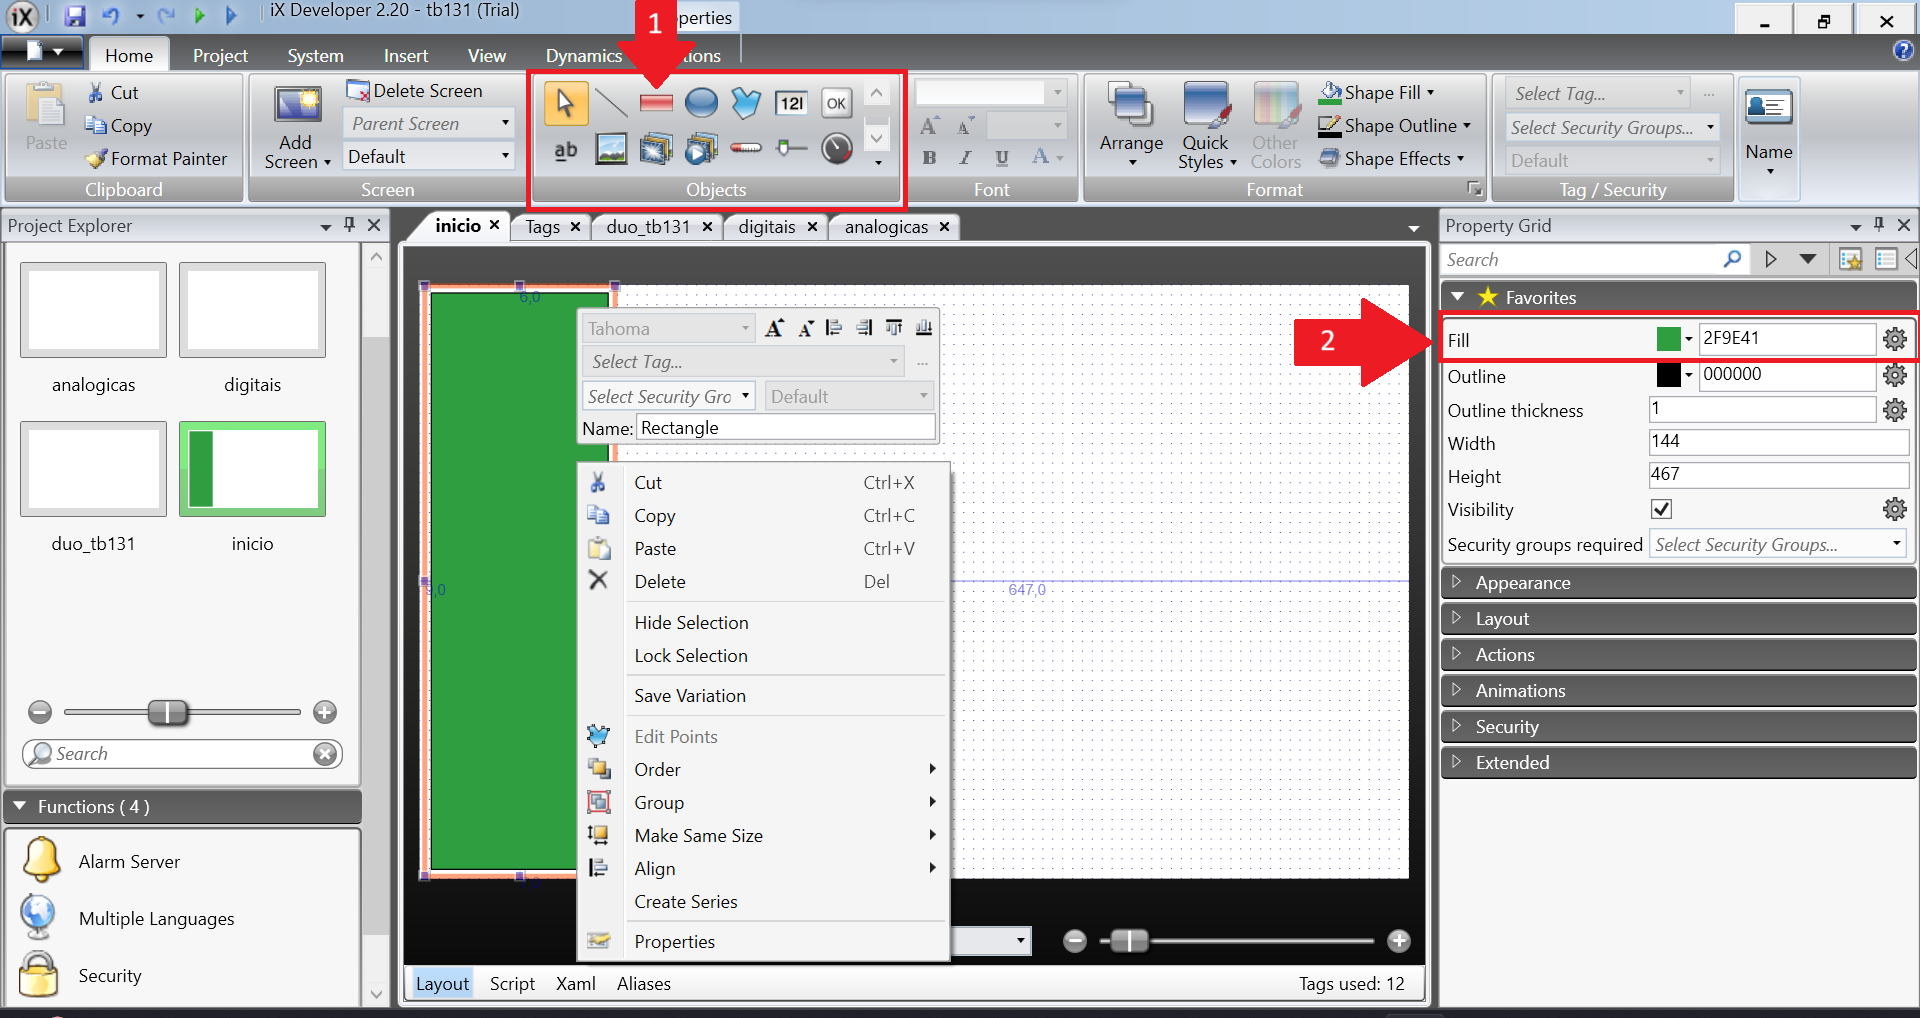 iX
iX Developer 2.20 - tb131 (Trial)
1
perties
Home
Project
System
Insert
View
Dynamics
tions
Paste
Cut
Copy
Format Painter
Clipboard
Add
Screen
Delete Screen
Parent Screen
Default
Screen
12I
OK
ab
Objects
A A
B I U A
Font
Arrange
Quick
Styles
Other
Colors
Shape Fill
Shape Outline
Shape Effects
Format
Select Tag...
...
Select Security Groups...
Default
Tag / Security
Name
Project Explorer
analogicas
digitais
duo_tb131
inicio
Search
Functions ( 4 )
Alarm Server
Multiple Languages
Security
inicio
Tags
duo_tb131
digitais
analogicas
6,0
9,0
647,0
Tahoma
A A
Select Tag...
...
Select Security Gro
Default
Name: Rectangle
Cut Ctrl+X
Copy Ctrl+C
Paste Ctrl+V
Delete Del
Hide Selection
Lock Selection
Save Variation
Edit Points
Order
Group
Make Same Size
Align
Create Series
Properties
Layout
Script
Xaml
Aliases
Tags used: 12
Property Grid
Search
Favorites
2
Fill 2F9E41
Outline 000000
Outline thickness 1
Width 144
Height 467
Visibility
Security groups required Select Security Groups...
Appearance
Layout
Actions
Animations
Security
Extended